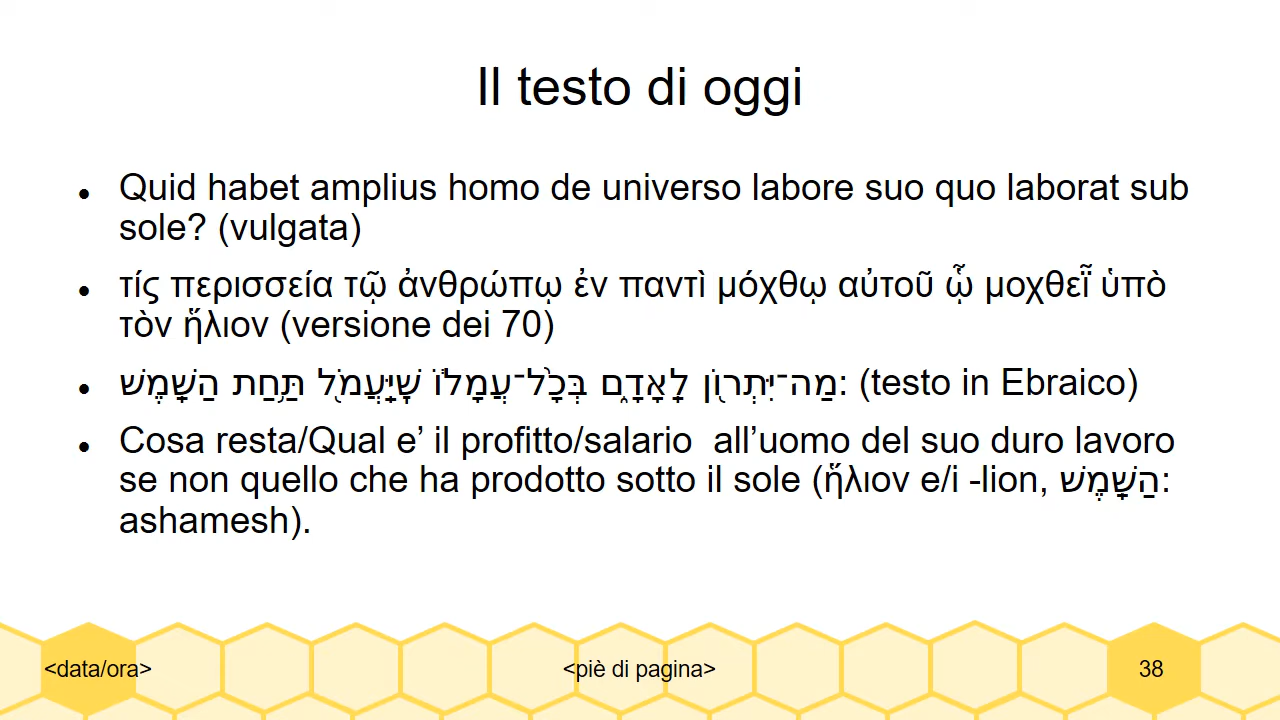 Il testo di oggi
● Quid habet amplius homo de universo labore suo quo laborat sub
sole? (vulgata)
● τίς περισσεία τῷ ἀνθρώπῳ ἐν παντὶ μόχθῳ αὐτοῦ ᾧ μοχθεῖ̈ ὑπὸ
τὸν ἥλιον (versione dei 70)
● מַה־יִּתְר֖וֹן לָֽאָדָ֑ם בְּכׇ֨ל־עֲמָל֔וֹ שֶֽׁיַּעֲמֹ֖ל תַּ֥חַת הַשָּֽׁמֶשׁ׃ (testo in Ebraico)
● Cosa resta/Qual e’ il profitto/salario  all’uomo del suo duro lavoro
se non quello che ha prodotto sotto il sole (ἥλιον e/i -lion, הַשָּֽׁמֶשׁ׃
ashamesh).
<data/ora> <piè di pagina> 38